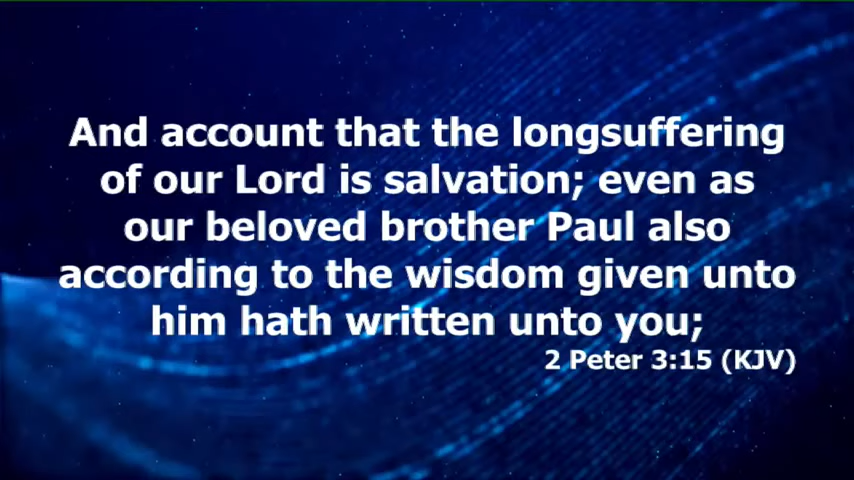 And account that the longsuffering
of our Lord is salvation; even as
our beloved brother Paul also
according to the wisdom given unto
him hath written unto you;
2 Peter 3:15 (KJV)